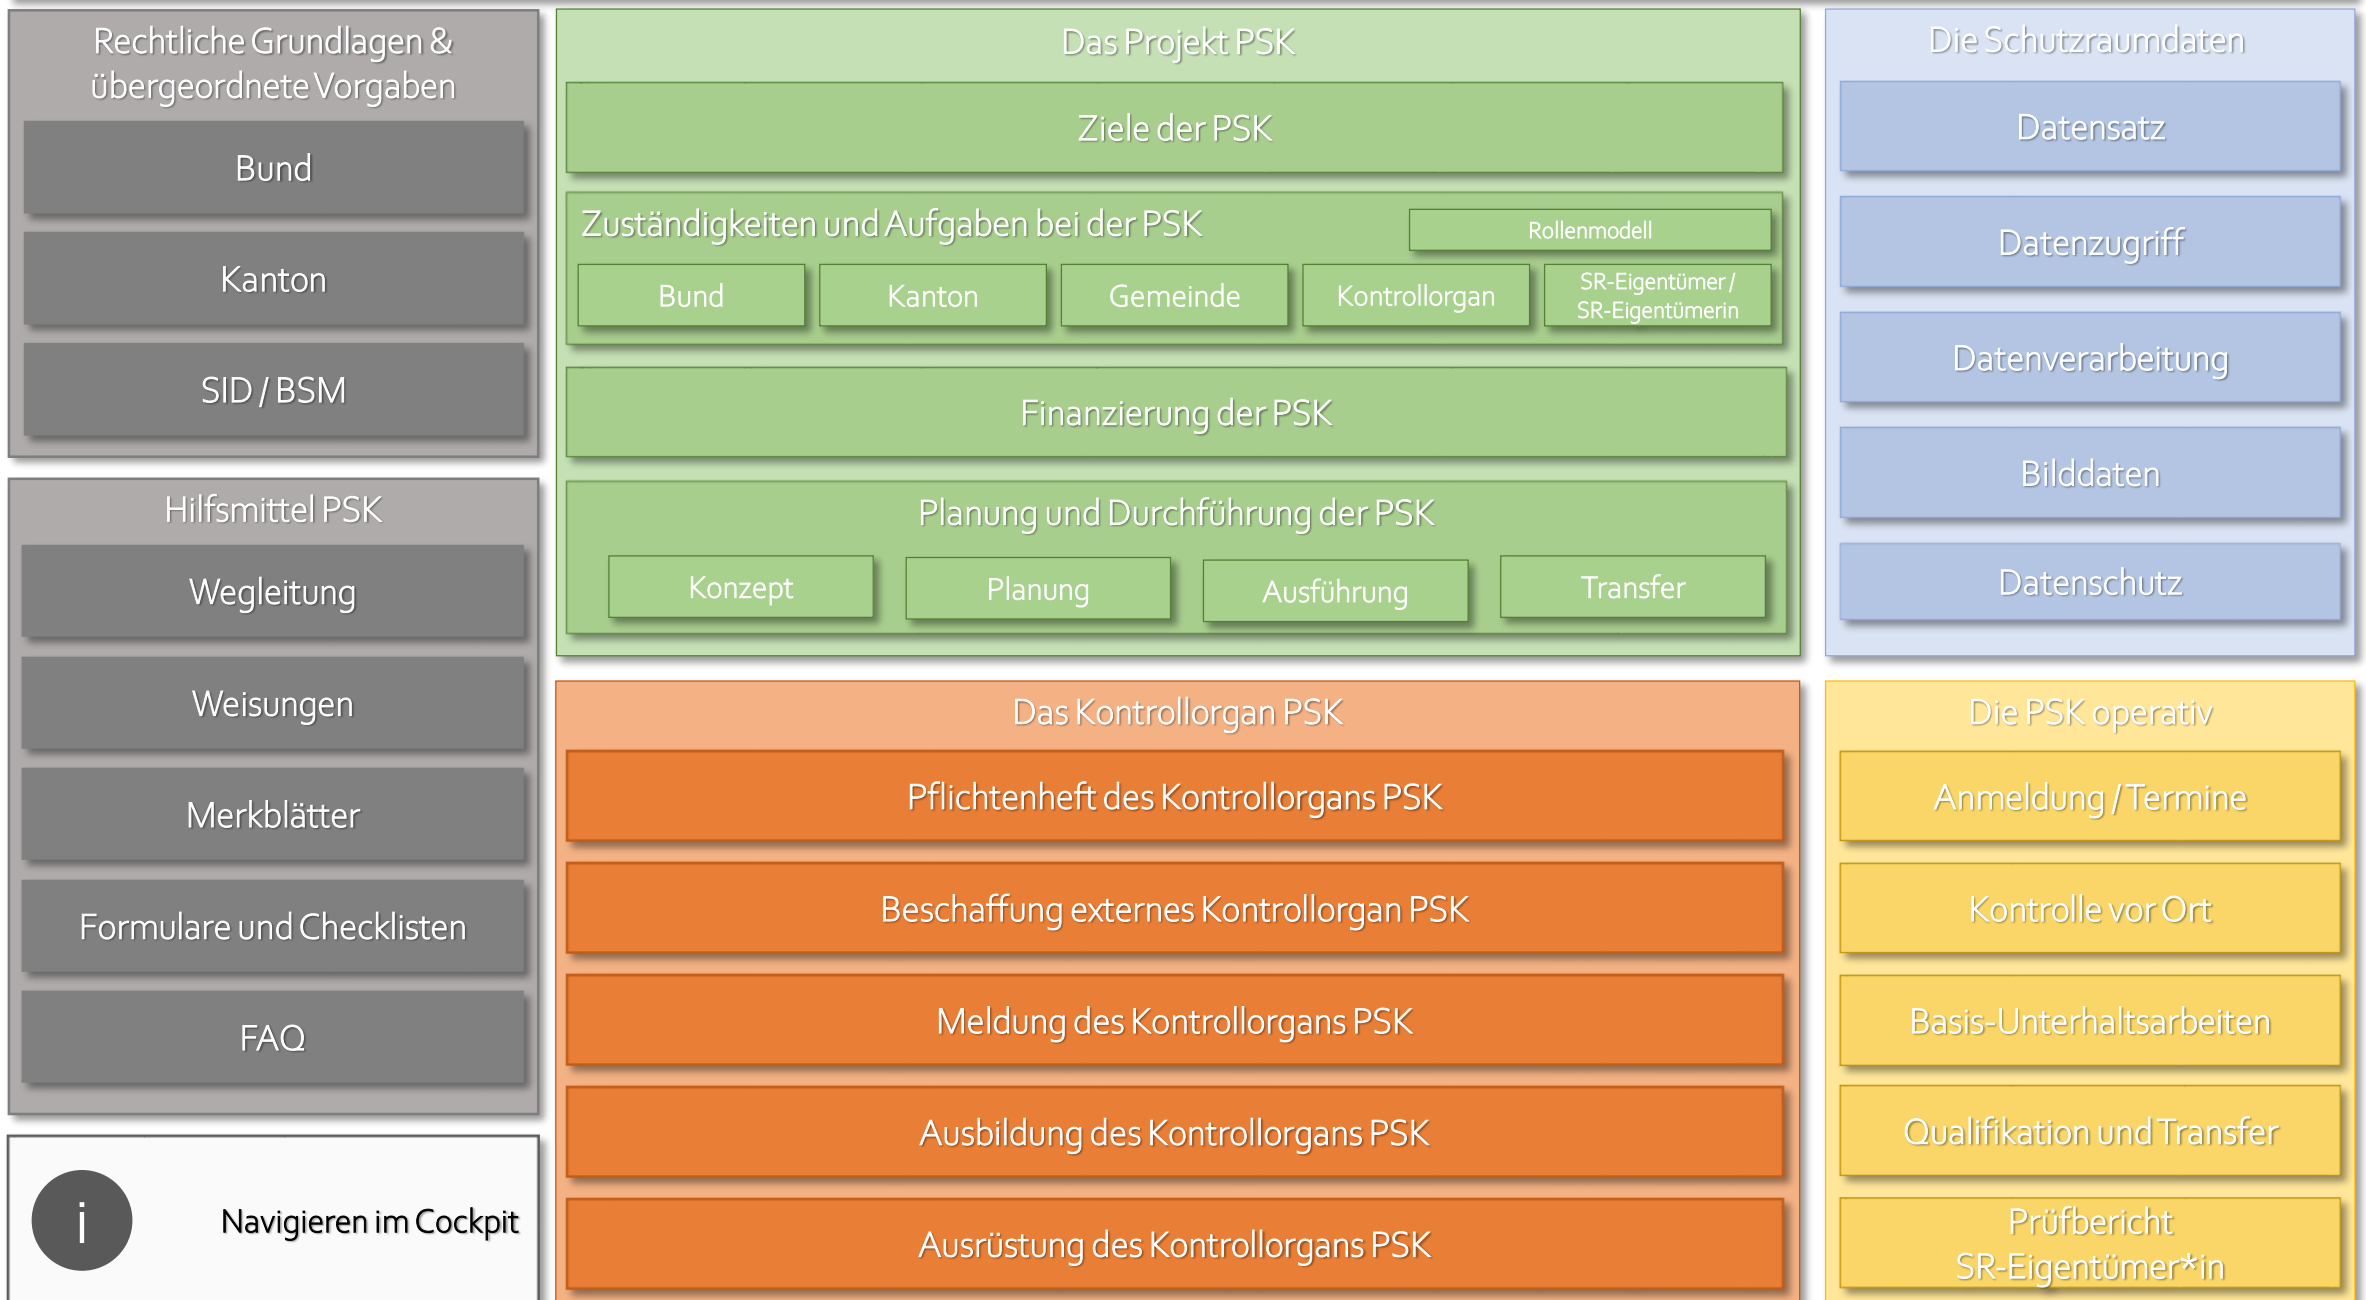 Rechtliche Grundlagen &
übergeordnete Vorgaben
Bund
Kanton
SID / BSM
Hilfsmittel PSK
Wegleitung
Weisungen
Merkblätter
Formulare und Checklisten
FAQ
i
Navigieren im Cockpit
Das Projekt PSK
Ziele der PSK
Zuständigkeiten und Aufgaben bei der PSK
Rollenmodell
Bund
Kanton
Gemeinde
Kontrollorgan
SR-Eigentümer /
SR-Eigentümerin
Finanzierung der PSK
Planung und Durchführung der PSK
Konzept
Planung
Ausführung
Transfer
Das Kontrollorgan PSK
Pflichtenheft des Kontrollorgans PSK
Beschaffung externes Kontrollorgan PSK
Meldung des Kontrollorgans PSK
Ausbildung des Kontrollorgans PSK
Ausrüstung des Kontrollorgans PSK
Die Schutzraumdaten
Datensatz
Datenzugriff
Datenverarbeitung
Bilddaten
Datenschutz
Die PSK operativ
Anmeldung / Termine
Kontrolle vor Ort
Basis-Unterhaltsarbeiten
Qualifikation und Transfer
Prüfbericht
SR-Eigentümer*in